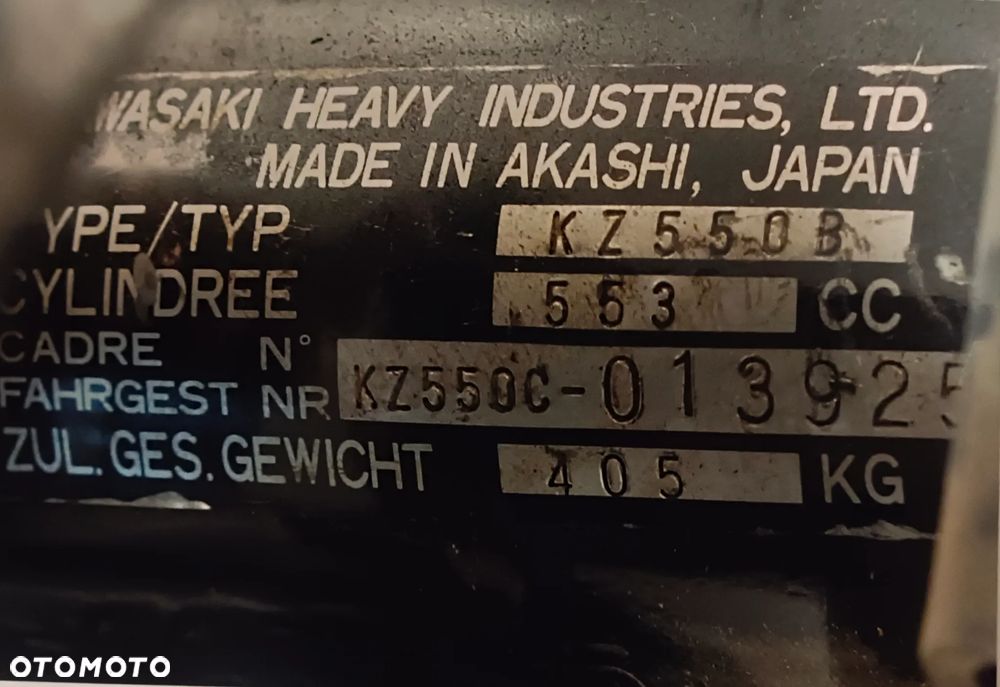 WASAKI HEAVY INDUSTRIES, LTD.
MADE IN AKASHI, JAPAN
YPE/TYP KZ550B
CYLINDREE 553 CC
CADRE N°
FAHRGEST NR KZ550C-013925
ZUL. GES. GEWICHT 405 KG
OTOMOTO